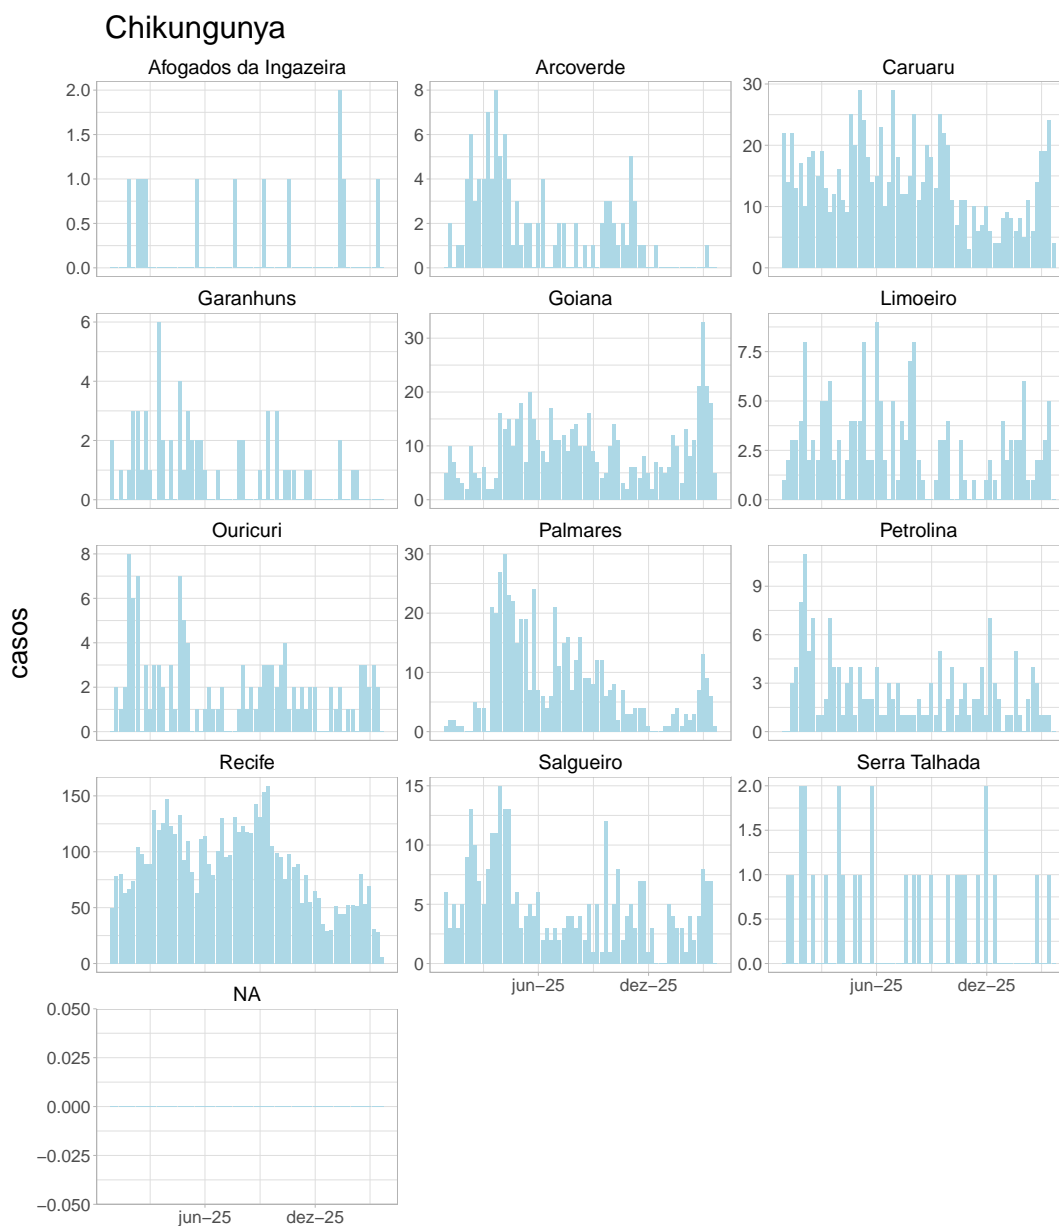 Chikungunya
Afogados da Ingazeira
Arcoverde
Caruaru
2.0
1.5
1.0
0.5
0.0
8
6
4
2
0
30
20
10
0
Garanhuns
Goiana
Limoeiro
6
4
2
0
30
20
10
0
7.5
5.0
2.5
0.0
Ouricuri
Palmares
Petrolina
8
6
4
2
0
30
20
10
0
9
6
3
0
casos
Recife
Salgueiro
Serra Talhada
150
100
50
0
15
10
5
0
2.0
1.5
1.0
0.5
0.0
jun−25
dez−25
jun−25
dez−25
NA
0.050
0.025
0.000
−0.025
−0.050
jun−25
dez−25